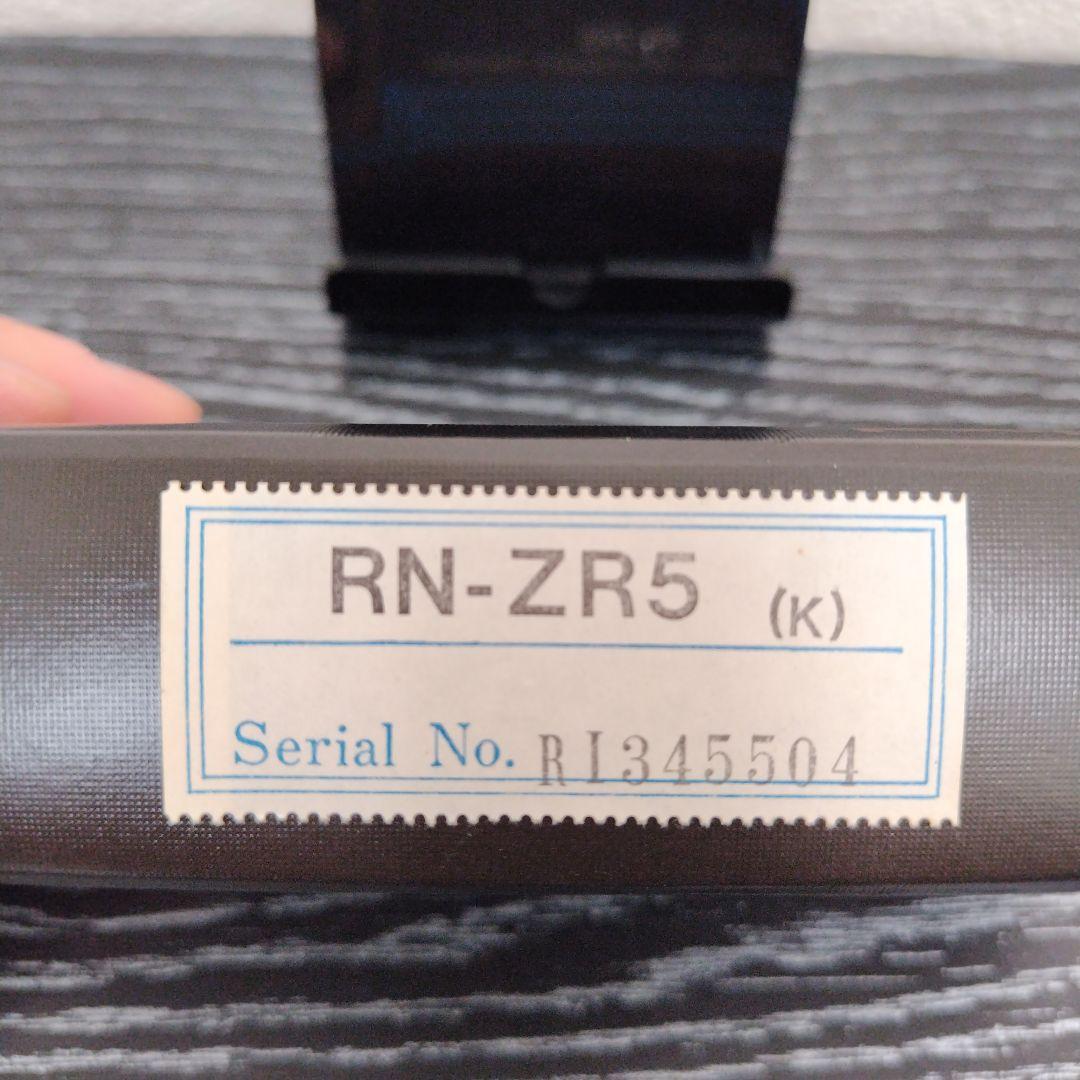 RN-ZR5 (K)
Serial No. RI345504